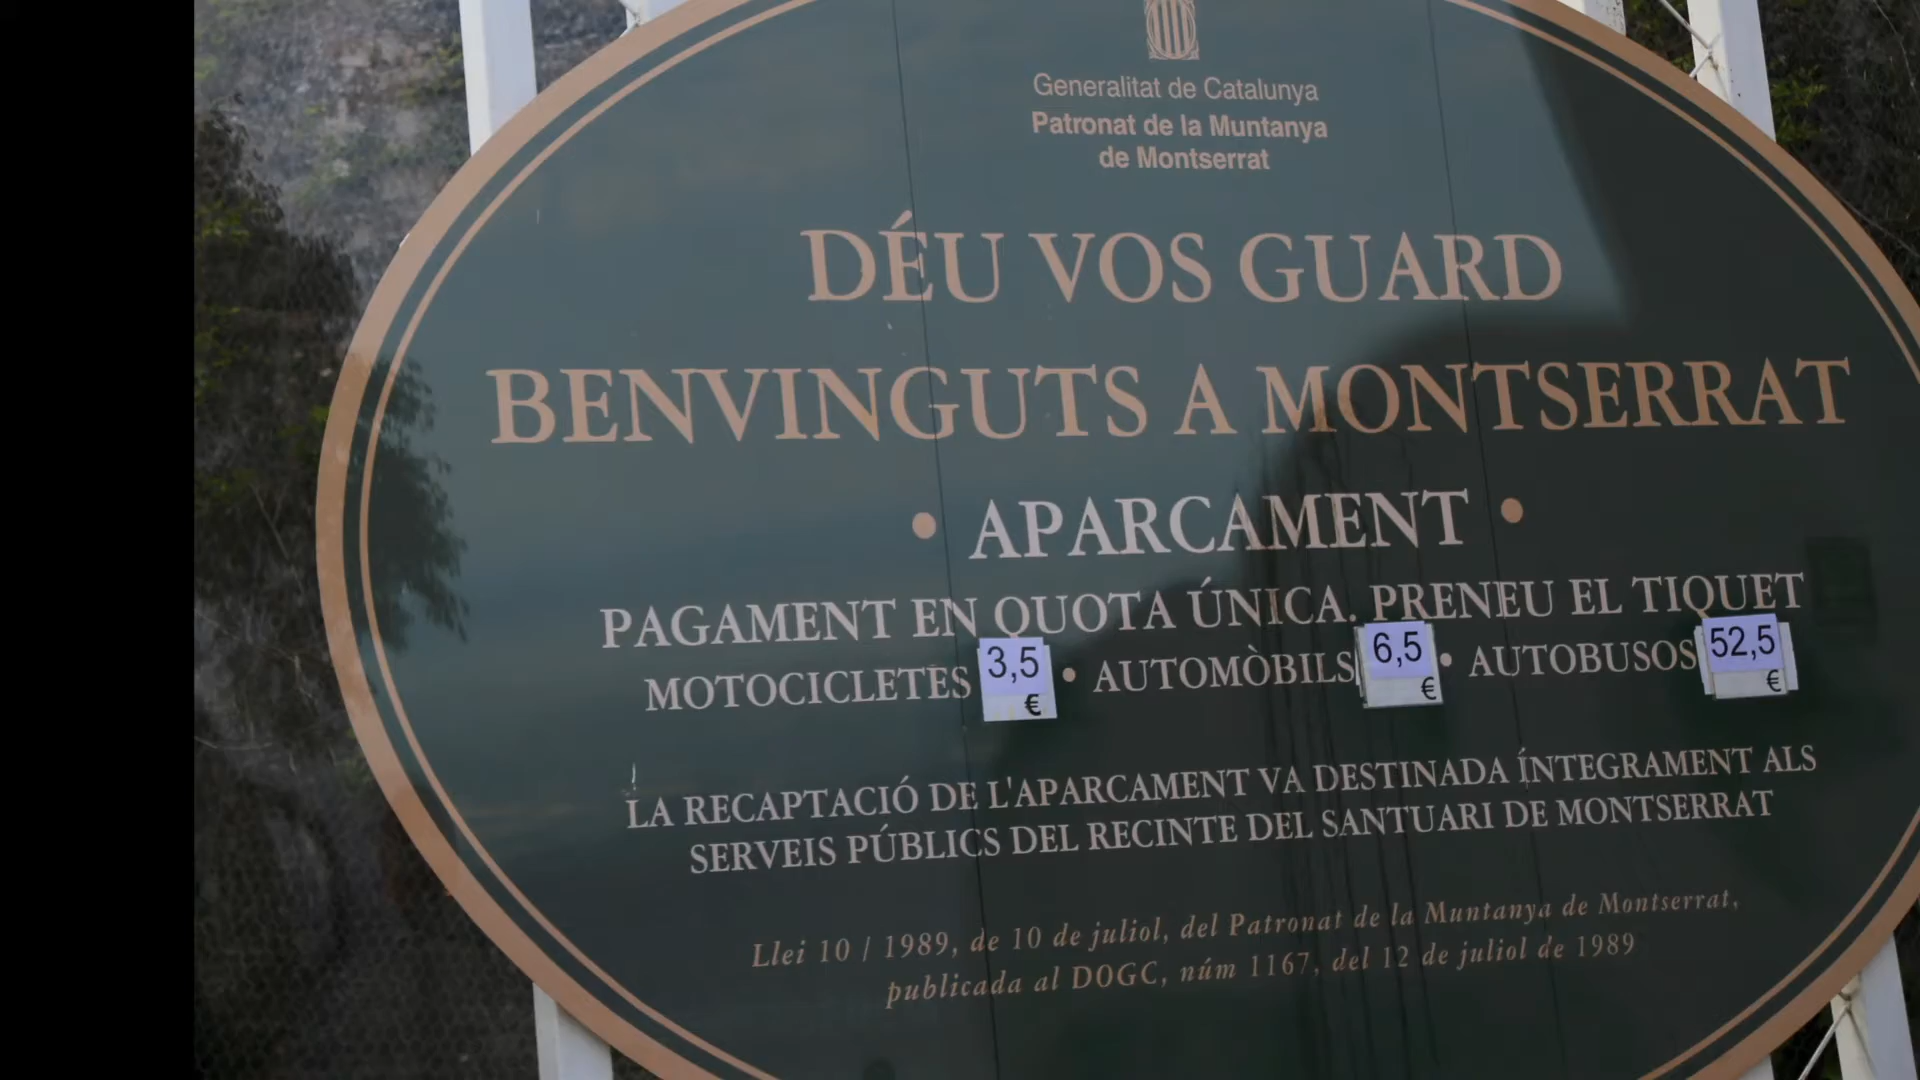 Generalitat de Catalunya
Patronat de la Muntanya
de Montserrat
DÉU VOS GUARD
BENVINGUTS A MONTSERRAT
• APARCAMENT •
PAGAMENT EN QUOTA ÚNICA. PRENEU EL TIQUET
MOTOCICLETES 3,5 € • AUTOMÒBILS 6,5 € • AUTOBUSOS 52,5 €
LA RECAPTACIÓ DE L'APARCAMENT VA DESTINADA ÍNTEGRAMENT ALS
SERVEIS PÚBLICS DEL RECINTE DEL SANTUARI DE MONTSERRAT
Llei 10 / 1989, de 10 de juliol, del Patronat de la Muntanya de Montserrat,
publicada al DOGC, núm 1167, del 12 de juliol de 1989